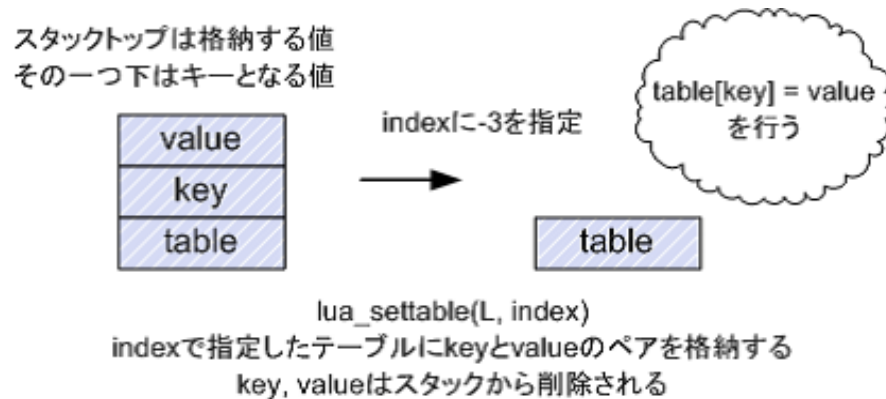 スタックトップは格納する値
その一つ下はキーとなる値
value
key
table
indexに-3を指定
table[key] = value
を行う
table
lua_settable(L, index)
indexで指定したテーブルにkeyとvalueのペアを格納する
key, valueはスタックから削除される